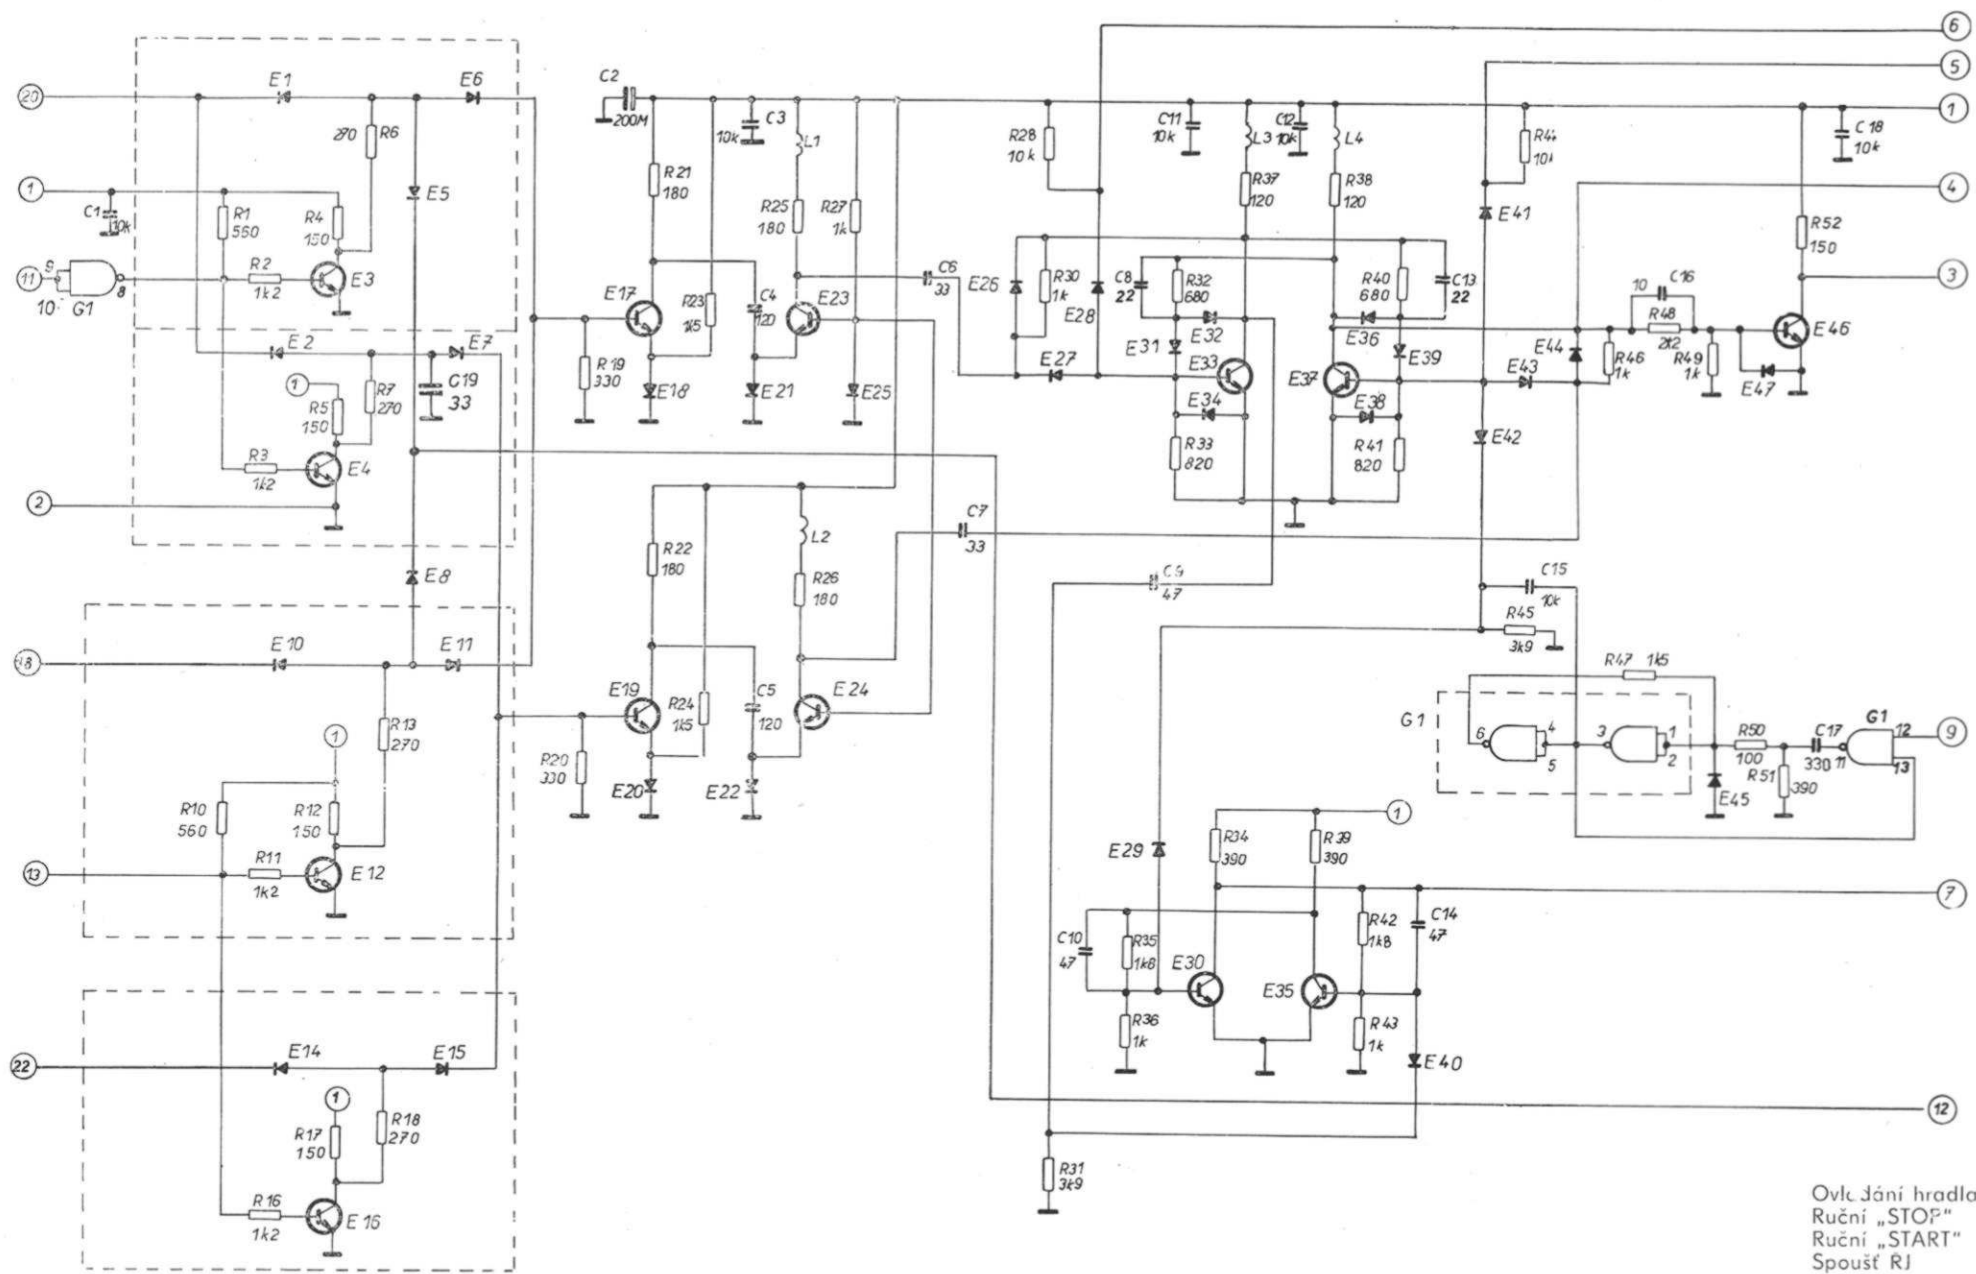 6
5
1
4
3
9
7
12
20
1
11
2
13
22
E1
E6
270
R6
E5
C1
10k
R1
560
R4
150
R2
1k2
E3
9
8
G1
E2
E7
1
R5
150
R7
270
C19
33
R3
1k2
E4
E8
E10
E11
R13
270
1
R10
560
R12
150
R11
1k2
E12
E14
E15
1
R17
150
R18
270
R16
1k2
E16
C2
200M
C3
10k
L1
R21
180
R25
180
R27
1k
E17
R23
1k5
C4
120
E23
R19
330
E18
E21
E25
R22
180
L2
R26
180
E19
R24
1k5
C5
120
E24
R20
330
E20
E22
C6
33
C7
33
C9
47
R28
10k
C11
10k
L3
C12
10k
L4
R37
120
R38
120
E26
R30
1k
E28
C8
22
R32
680
E32
E31
E27
E33
E34
R33
820
R40
680
C13
22
E36
E39
E37
E38
R41
820
R44
E41
E42
E43
E44
R46
1k
10
C16
R48
2k2
R49
1k
E46
E47
R52
150
C18
10k
C15
10k
R45
3k9
R47 1k5
G1
6
4
5
3
1
2
R50
100
C17
330
11
G1
12
13
R51
390
E45
E29
R34
390
R39
390
1
C10
47
R35
1k8
R36
1k
E30
E35
R42
1k8
C14
47
R43
1k
E40
R31
3k9
Ruční „STOP"
Ruční „START"
Spoušť RJ